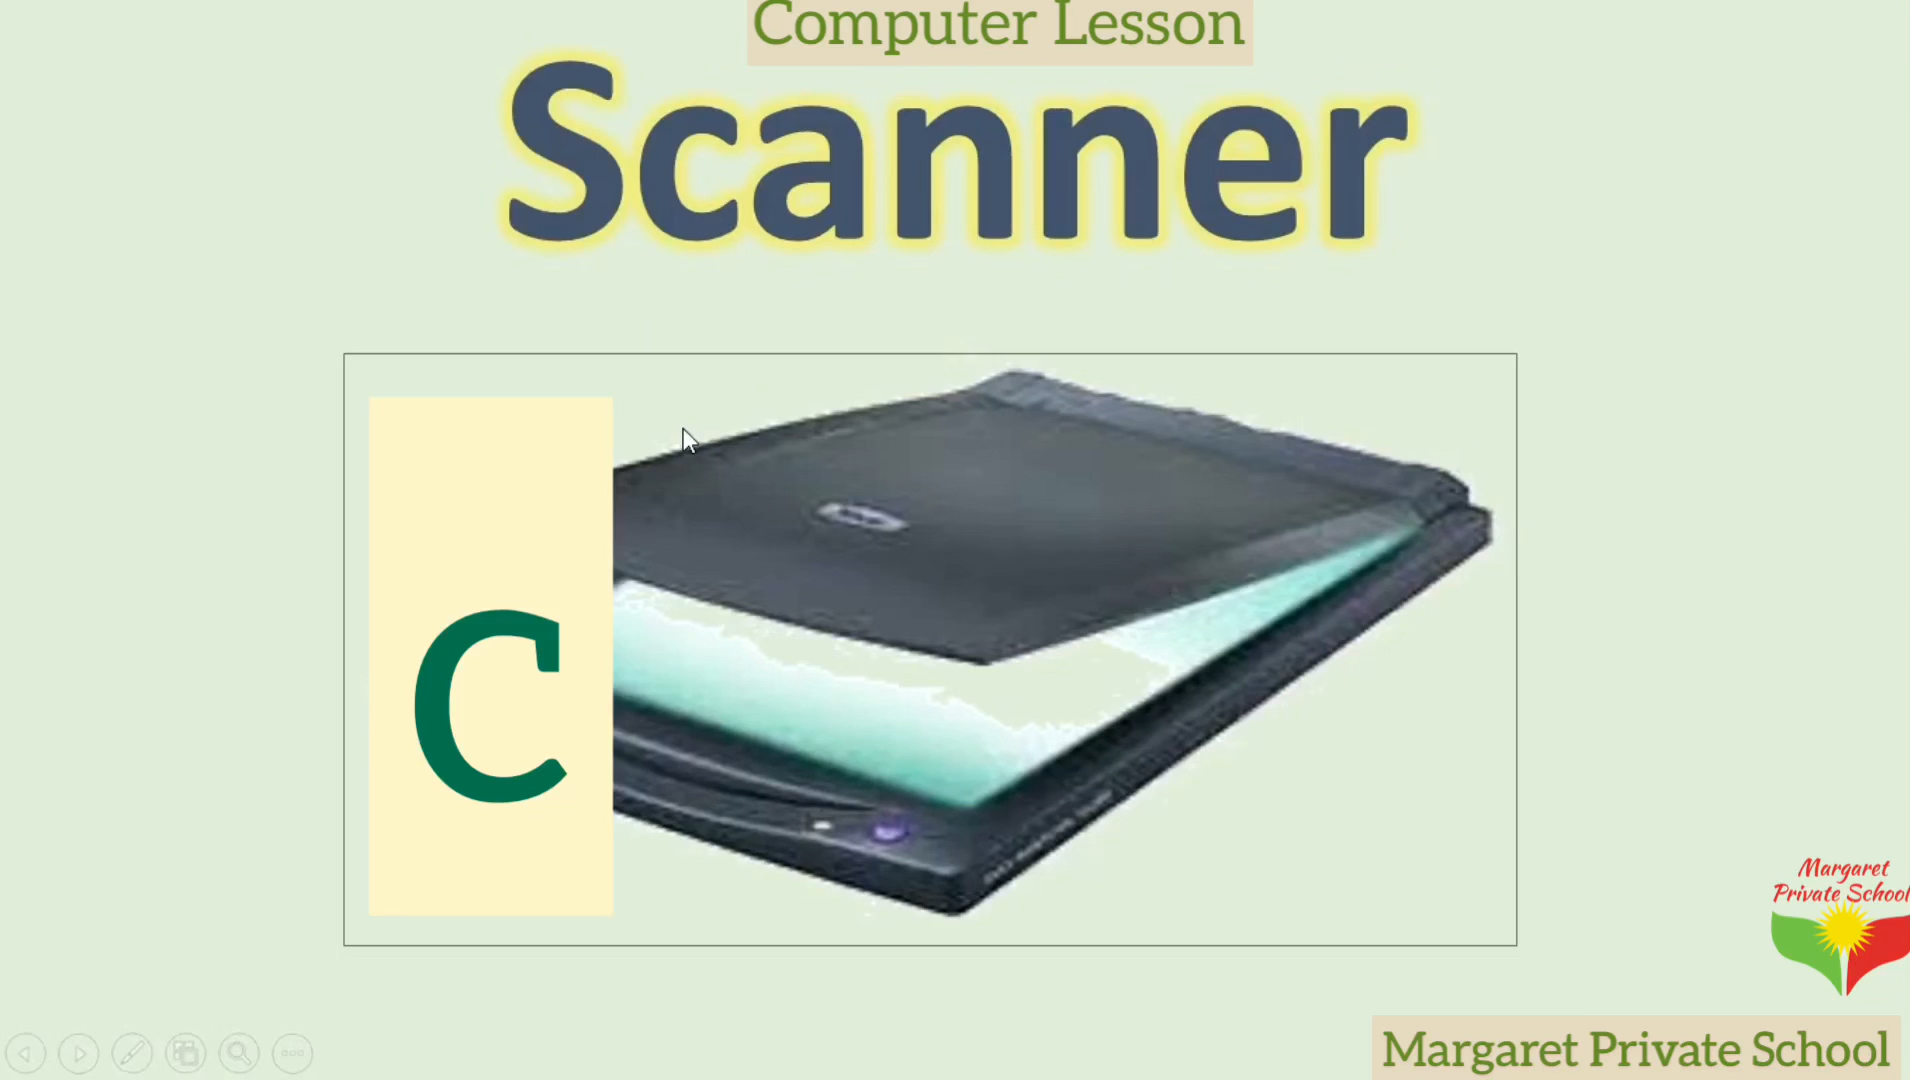 Computer Lesson
Scanner
c
Margaret
Private School
Margaret Private School